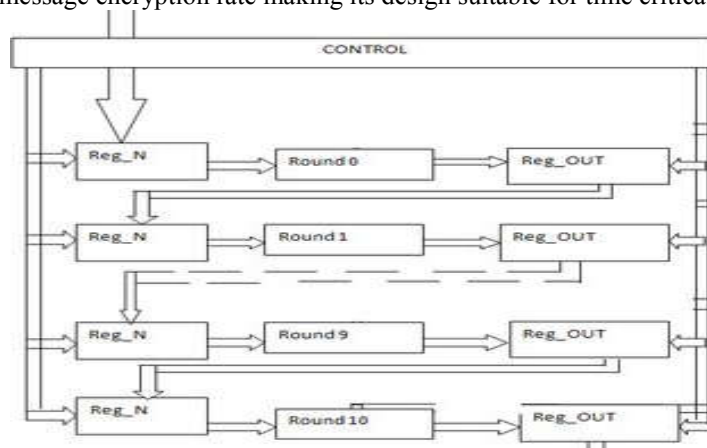 message encryption rate making its design suitable for time critica
CONTROL
Reg_N
Round 0
Reg_OUT
Reg_N
Round 1
Reg_OUT
Reg_N
Round 9
Reg_OUT
Reg_N
Round 10
Reg_OUT